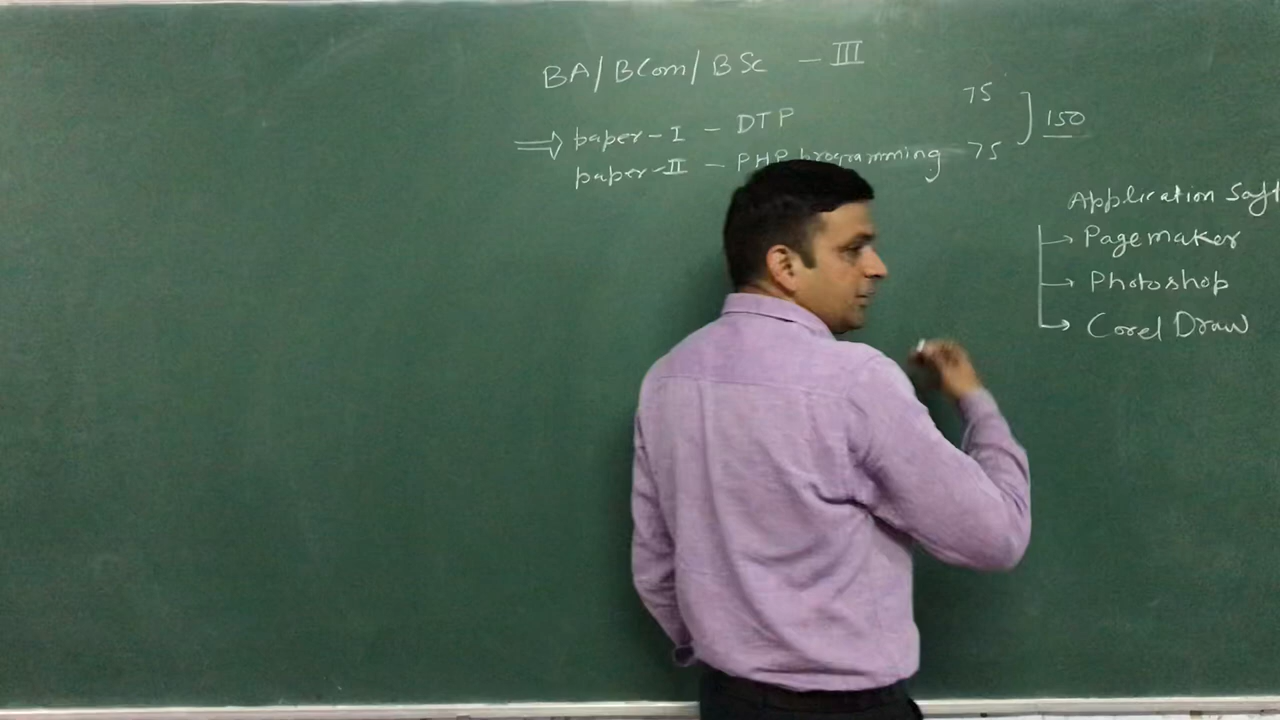 BA/BCom/BSc - III
⇒ paper-I - DTP 75
paper-II - PHP programming 75
] 150
Application Soft
→ Pagemaker
→ Photoshop
→ Corel Draw